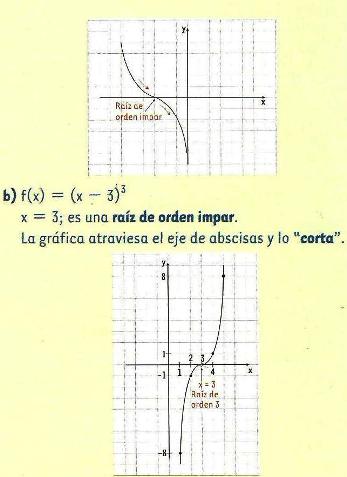 y
x
Raíz de
orden impar
b) f(x) = (x − 3)³
x = 3; es una raíz de orden impar.
La gráfica atraviesa el eje de abscisas y lo "corta".
y
8
1
2 3
1 4
x
-1
x = 3
Raíz de
orden 3
-8